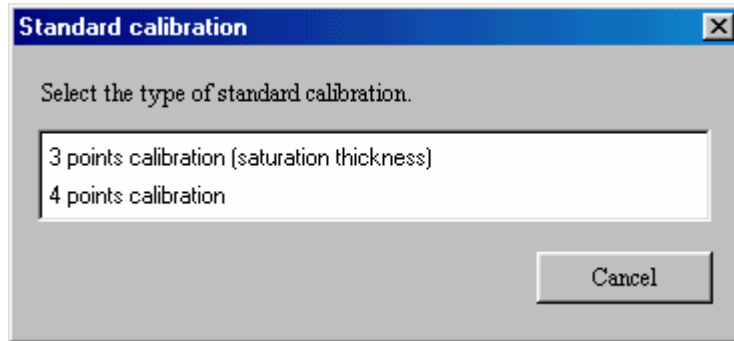 Standard calibration
Select the type of standard calibration.
3 points calibration (saturation thickness)
4 points calibration
Cancel